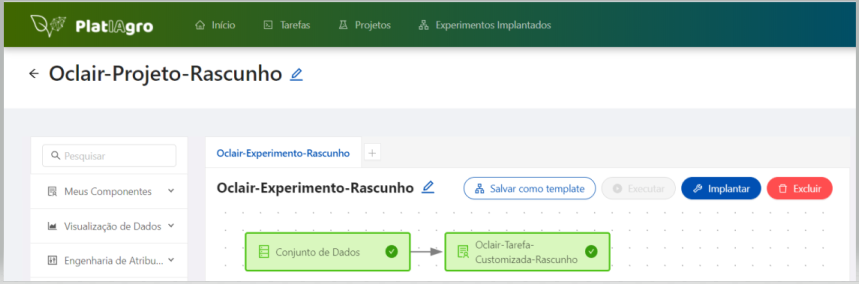 PlatIAgro Início Tarefas Projetos Experimentos Implantados
Oclair-Projeto-Rascunho
Pesquisar
Meus Componentes
Visualização de Dados
Engenharia de Atribu...
Oclair-Experimento-Rascunho +
Oclair-Experimento-Rascunho Salvar como template Executar Implantar Excluir
Conjunto de Dados
Oclair-Tarefa-
Customizada-Rascunho